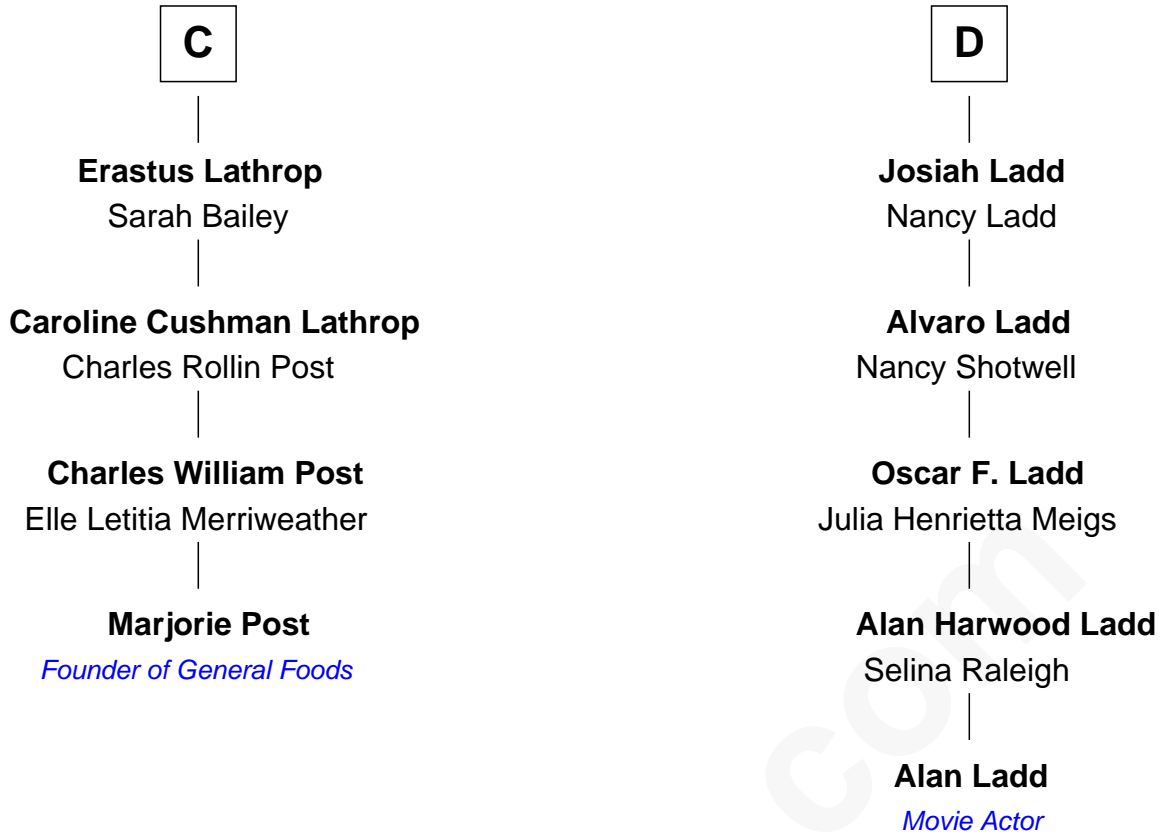 C
Erastus Lathrop
Sarah Bailey
Caroline Cushman Lathrop
Charles Rollin Post
Charles William Post
Elle Letitia Merriweather
Marjorie Post
Founder of General Foods
D
Josiah Ladd
Nancy Ladd
Alvaro Ladd
Nancy Shotwell
Oscar F. Ladd
Julia Henrietta Meigs
Alan Harwood Ladd
Selina Raleigh
Alan Ladd
Movie Actor
com